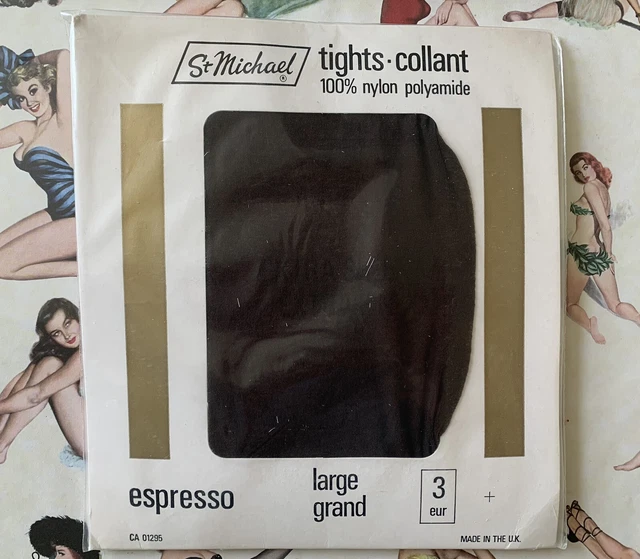 St Michael ®
tights · collant
100% nylon polyamide
espresso
large
grand
3
eur
+
CA 01295
MADE IN THE U.K.